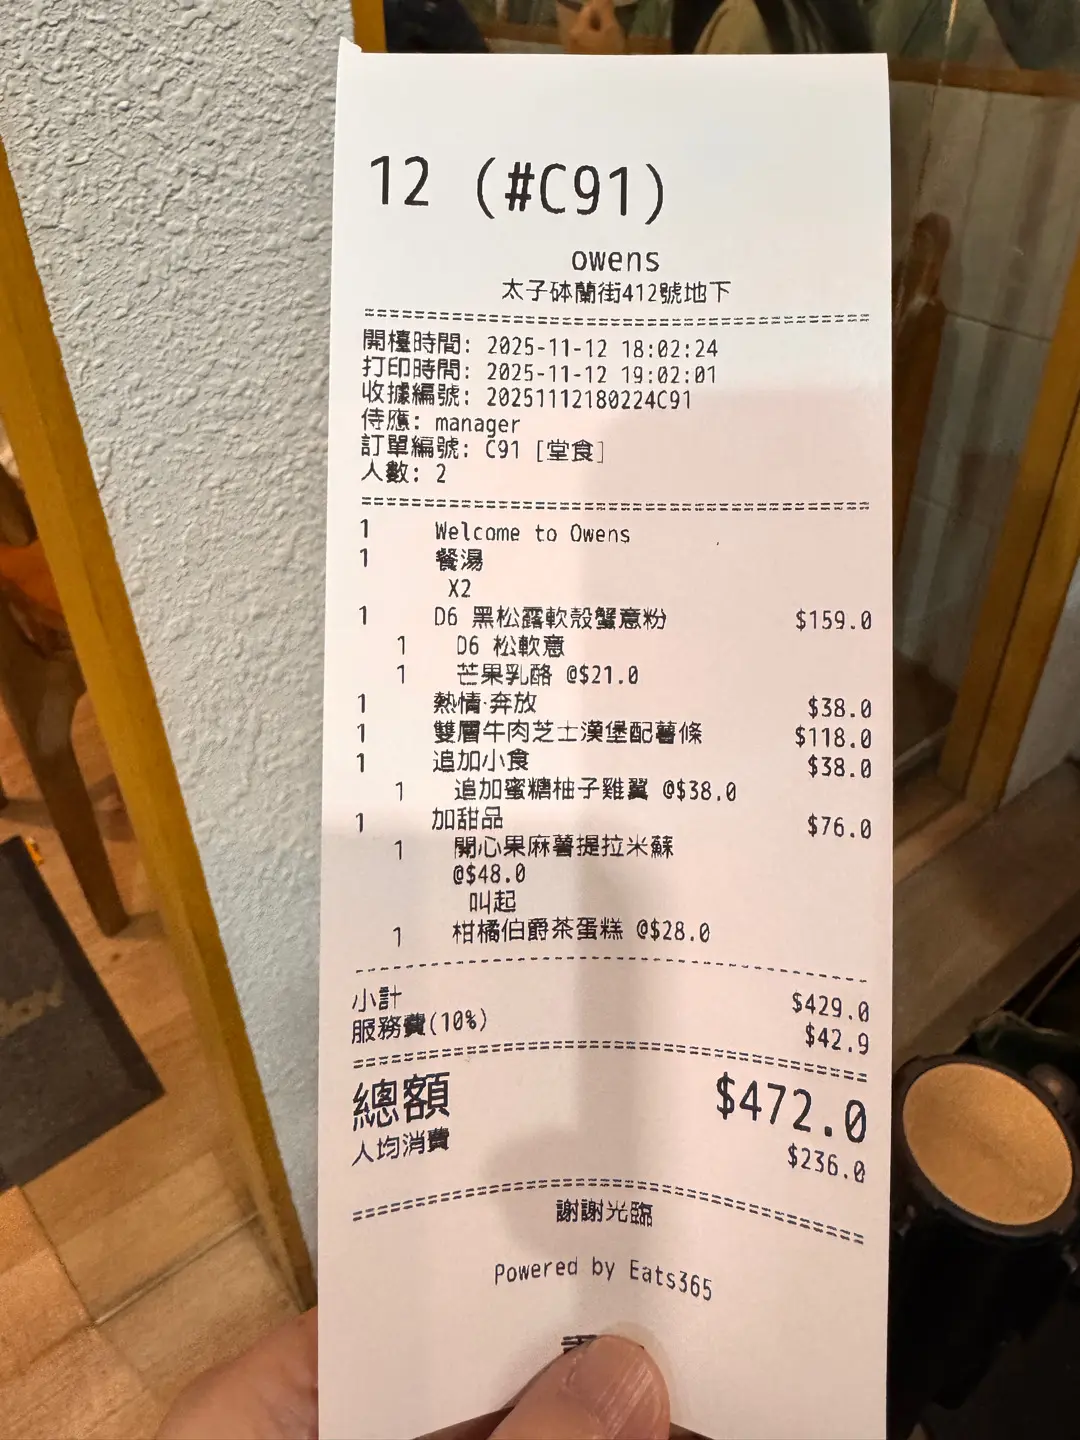 12 (#C91)
owens
太子砵蘭街412號地下
開檯時間: 2025-11-12 18:02:24
打印時間: 2025-11-12 19:02:01
收據編號: 20251112180224C91
侍應: manager
訂單編號: C91 [堂食]
人數: 2
1 Welcome to Owens
1 餐湯
X2
1 D6 黑松露軟殼蟹意粉 $159.0
1 D6 松軟意
1 芒果乳酪 @$21.0
1 熱情·奔放 $38.0
1 雙層牛肉芝士漢堡配薯條 $118.0
1 追加小食 $38.0
1 追加蜜糖柚子雞翼 @$38.0
1 加甜品 $76.0
1 開心果麻薯提拉米蘇
@$48.0
叫起
1 柑橘伯爵茶蛋糕 @$28.0
小計 $429.0
服務費(10%) $42.9
總額 $472.0
人均消費 $236.0
謝謝光臨
Powered by Eats365